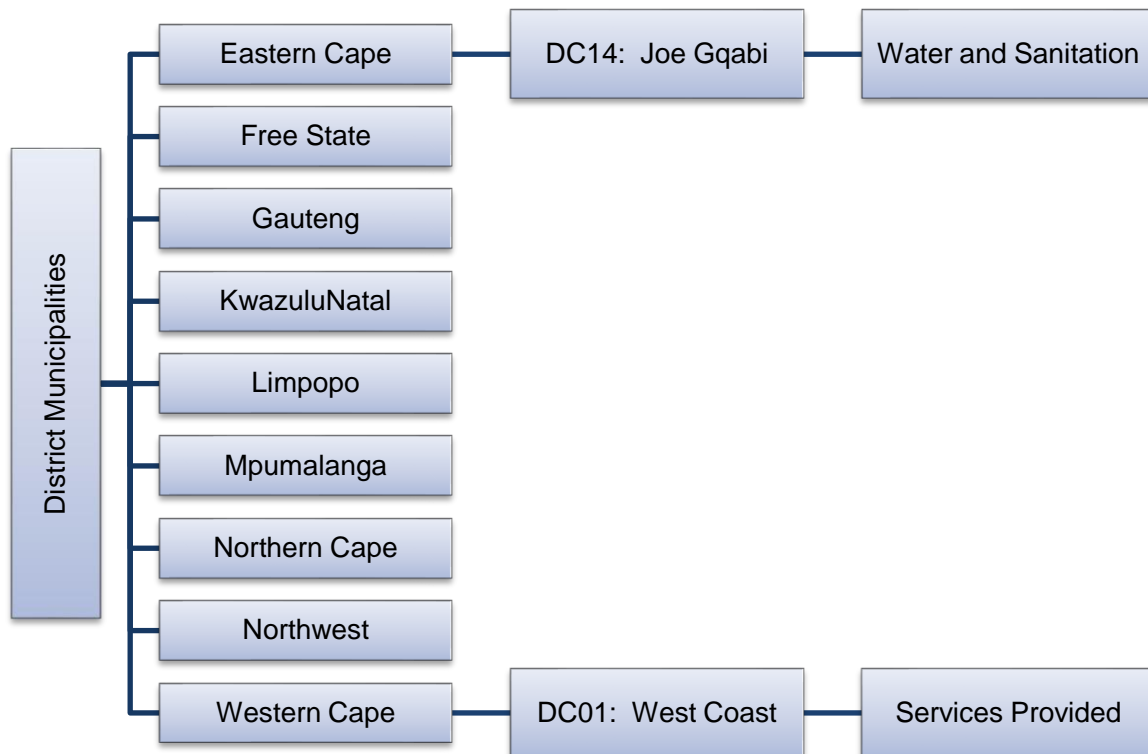 District Municipalities
Eastern Cape
DC14: Joe Gqabi
Water and Sanitation
Free State
Gauteng
KwazuluNatal
Limpopo
Mpumalanga
Northern Cape
Northwest
Western Cape
DC01: West Coast
Services Provided